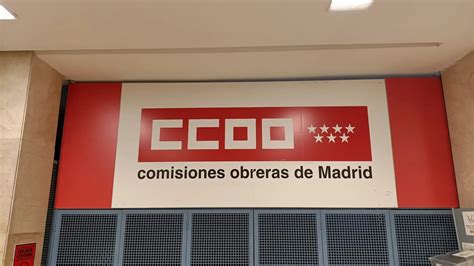 CCOO
comisiones obreras de Madrid